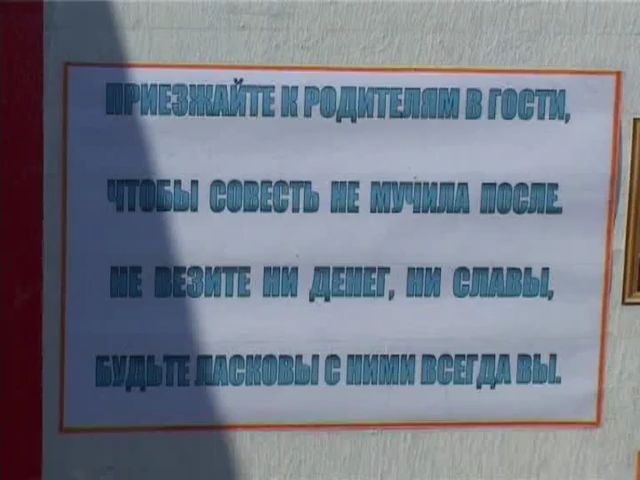 ПРИЕЗЖАЙТЕ К РОДИТЕЛЯМ В ГОСТИ,
ЧТОБЫ СОВЕСТЬ НЕ МУЧИЛА ПОСЛЕ.
НЕ ВЕЗИТЕ НИ ДЕНЕГ, НИ СЛАВЫ,
БУДЬТЕ ЛАСКОВЫ С НИМИ ВСЕГДА ВЫ.